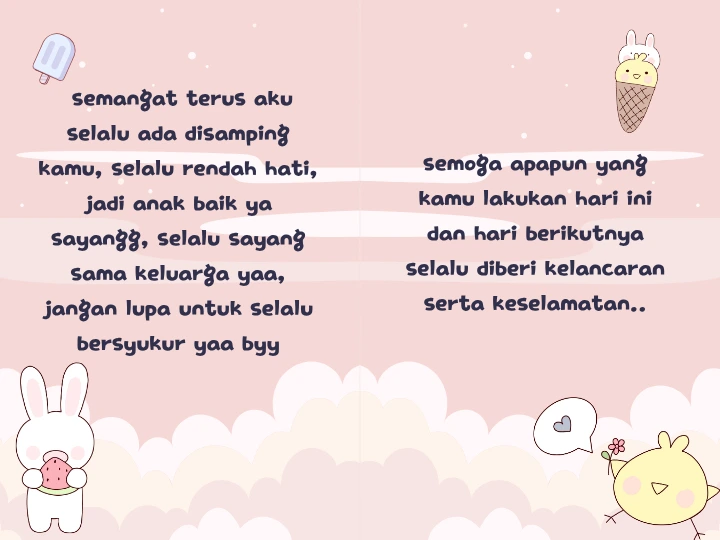 semangat terus aku
selalu ada disamping
kamu, selalu rendah hati,
jadi anak baik ya
sayangg, selalu sayang
sama keluarga yaa,
jangan lupa untuk selalu
bersyukur yaa byy
semoga apapun yang
kamu lakukan hari ini
dan hari berikutnya
selalu diberi kelancaran
serta keselamatan..